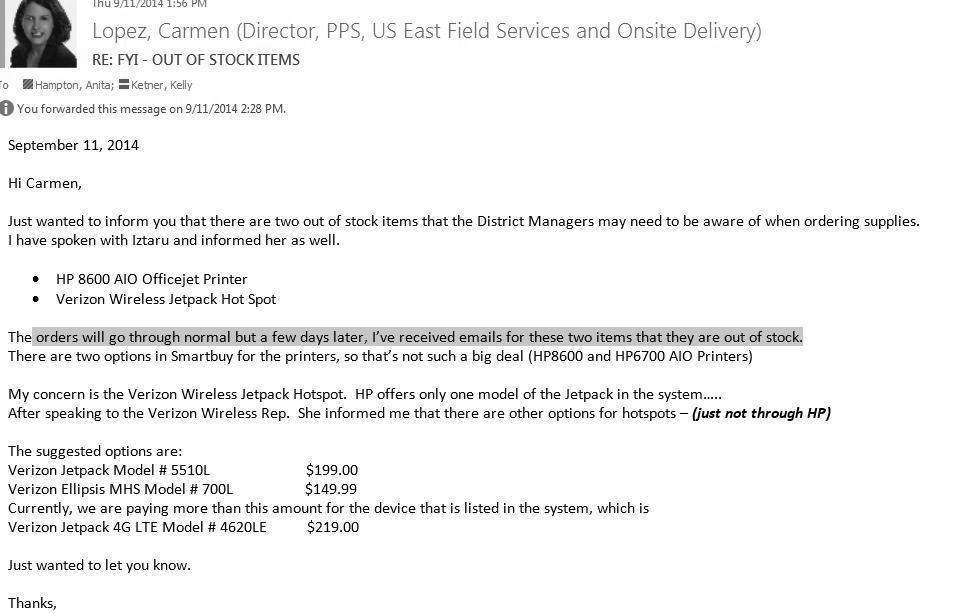 Thu 9/11/2014 1:56 PM
Lopez, Carmen (Director, PPS, US East Field Services and Onsite Delivery)
RE: FYI - OUT OF STOCK ITEMS
To Hampton, Anita; Ketner, Kelly
You forwarded this message on 9/11/2014 2:28 PM.
September 11, 2014
Hi Carmen,
Just wanted to inform you that there are two out of stock items that the District Managers may need to be aware of when ordering supplies.
I have spoken with Iztaru and informed her as well.
• HP 8600 AIO Officejet Printer
• Verizon Wireless Jetpack Hot Spot
The orders will go through normal but a few days later, I've received emails for these two items that they are out of stock.
There are two options in Smartbuy for the printers, so that's not such a big deal (HP8600 and HP6700 AIO Printers)
My concern is the Verizon Wireless Jetpack Hotspot. HP offers only one model of the Jetpack in the system.....
After speaking to the Verizon Wireless Rep. She informed me that there are other options for hotspots – (just not through HP)
The suggested options are:
Verizon Jetpack Model # 5510L $199.00
Verizon Ellipsis MHS Model # 700L $149.99
Currently, we are paying more than this amount for the device that is listed in the system, which is
Verizon Jetpack 4G LTE Model # 4620LE $219.00
Just wanted to let you know.
Thanks,